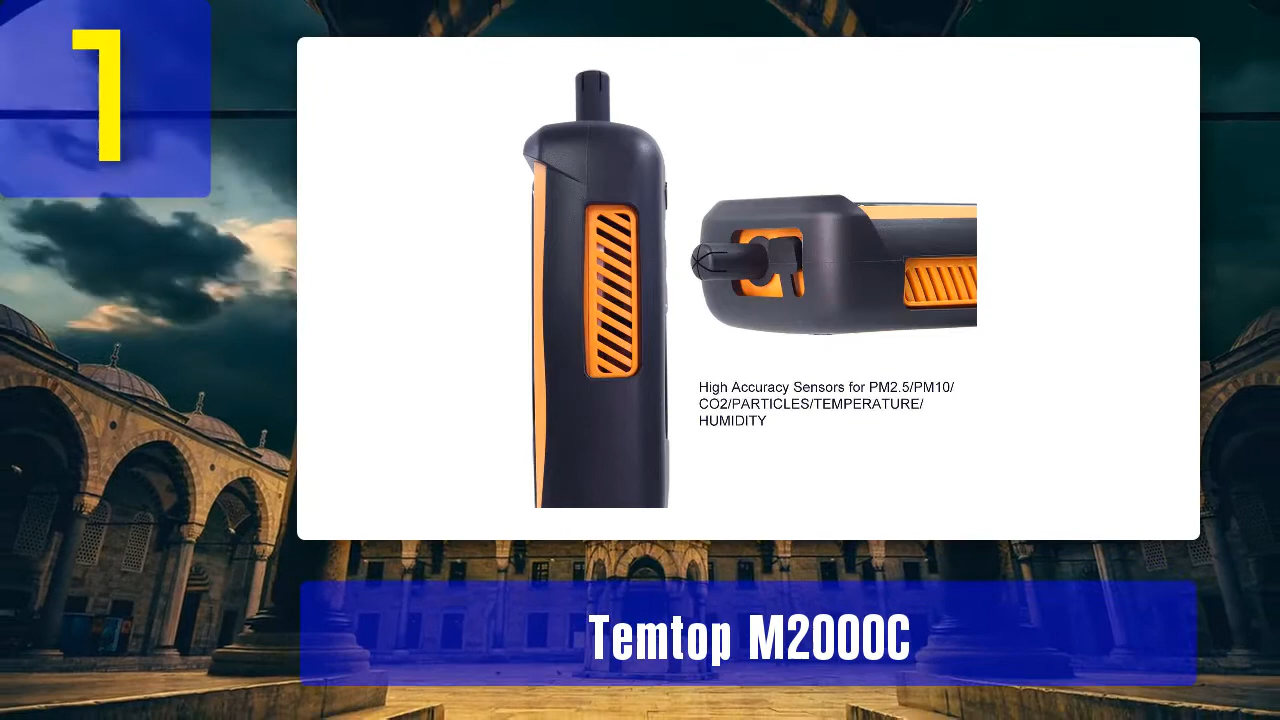 1
High Accuracy Sensors for PM2.5/PM10/
CO2/PARTICLES/TEMPERATURE/
HUMIDITY
Temtop M2000C